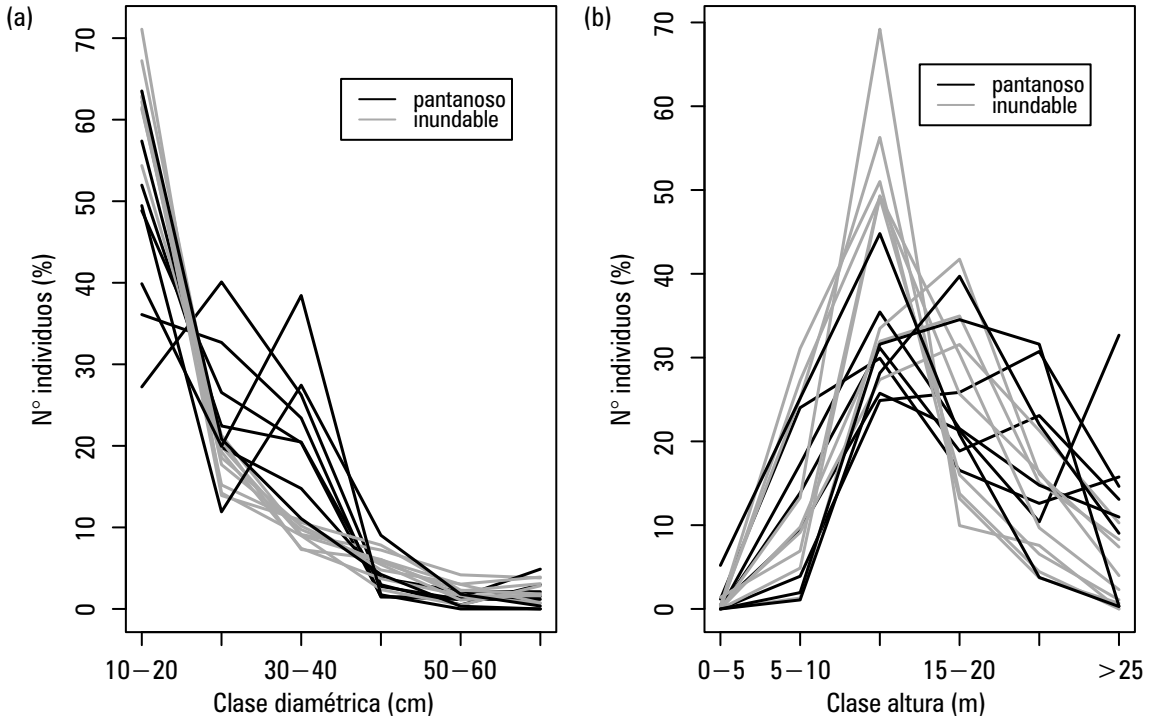 (a)
N° individuos (%)
70
60
50
40
30
20
10
0
pantanoso
inundable
10–20
30–40
50–60
Clase diamétrica (cm)
(b)
N° individuos (%)
70
60
50
40
30
20
10
0
pantanoso
inundable
0–5
5–10
15–20
>25
Clase altura (m)